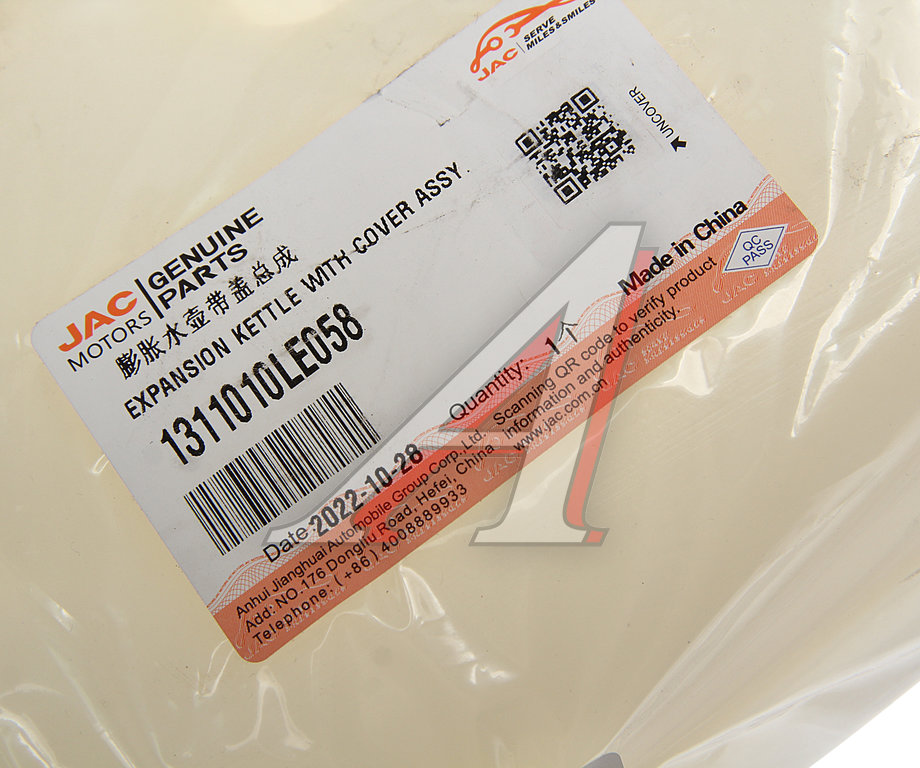 JAC
SERVE
MILES&SMILES
UNCOVER
JAC
MOTORS
GENUINE
PARTS
膨胀水壶带盖总成
EXPANSION KETTLE WITH COVER ASSY.
1311010LE058
Quantity: 1个
Made in China
QC
PASS
Date 2022-10-28
Scanning QR code to verify product
information and authenticity.
www.jac.com.cn
Anhui Jianghuai Automobile Group Corp.,Ltd.
Add: NO.176 Dongliu Road, Hefei, China
Telephone: (+86) 4008889933